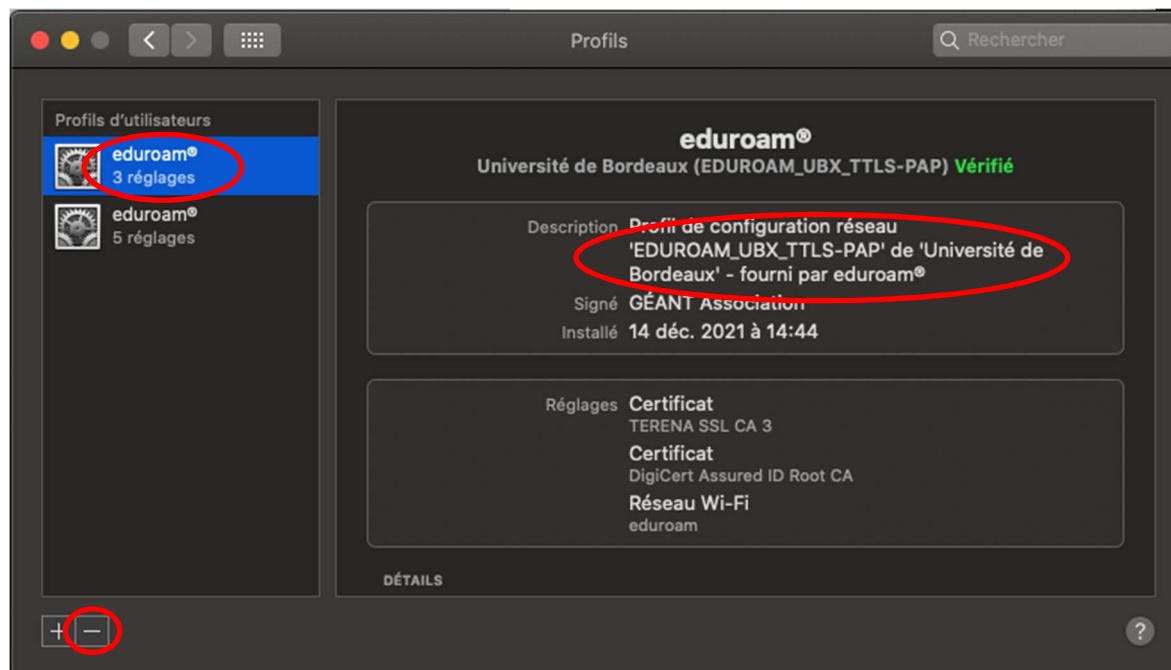 Profils
Rechercher
Profils d'utilisateurs
eduroam®
3 réglages
eduroam®
5 réglages
eduroam®
Université de Bordeaux (EDUROAM_UBX_TTLS-PAP) Vérifié
Description Profil de configuration réseau
'EDUROAM_UBX_TTLS-PAP' de 'Université de
Bordeaux' - fourni par eduroam®
Signé GÉANT Association
Installé 14 déc. 2021 à 14:44
Réglages Certificat
TERENA SSL CA 3
Certificat
DigiCert Assured ID Root CA
Réseau Wi-Fi
eduroam
DÉTAILS
+ −
?